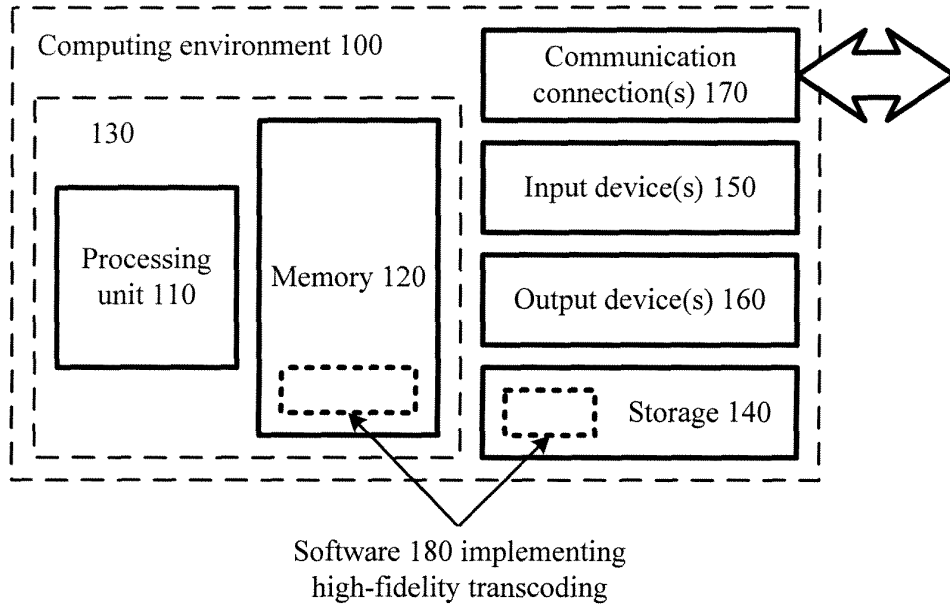 Computing environment 100
Communication
connection(s) 170
130
Input device(s) 150
Processing
unit 110
Memory 120
Output device(s) 160
Storage 140
Software 180 implementing
high-fidelity transcoding